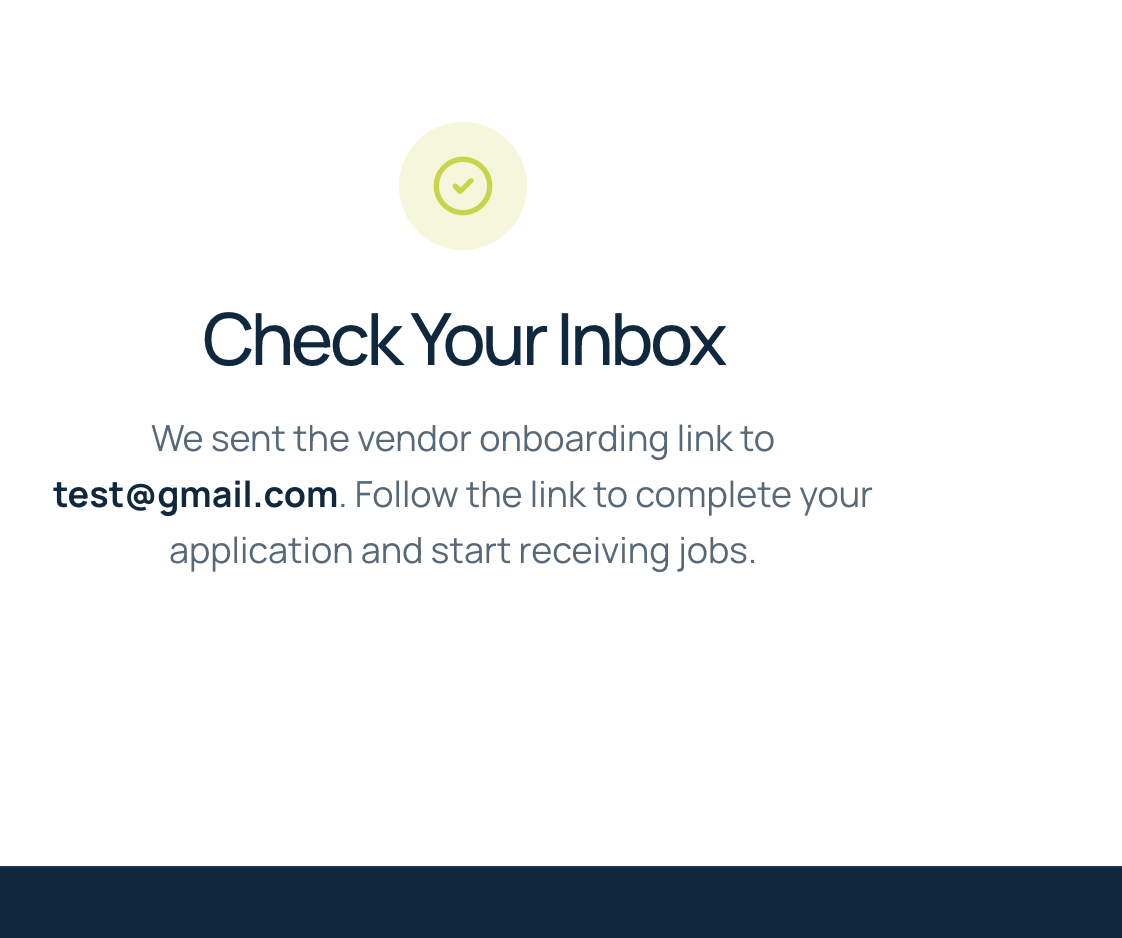 Check Your Inbox
We sent the vendor onboarding link to
test@gmail.com. Follow the link to complete your
application and start receiving jobs.